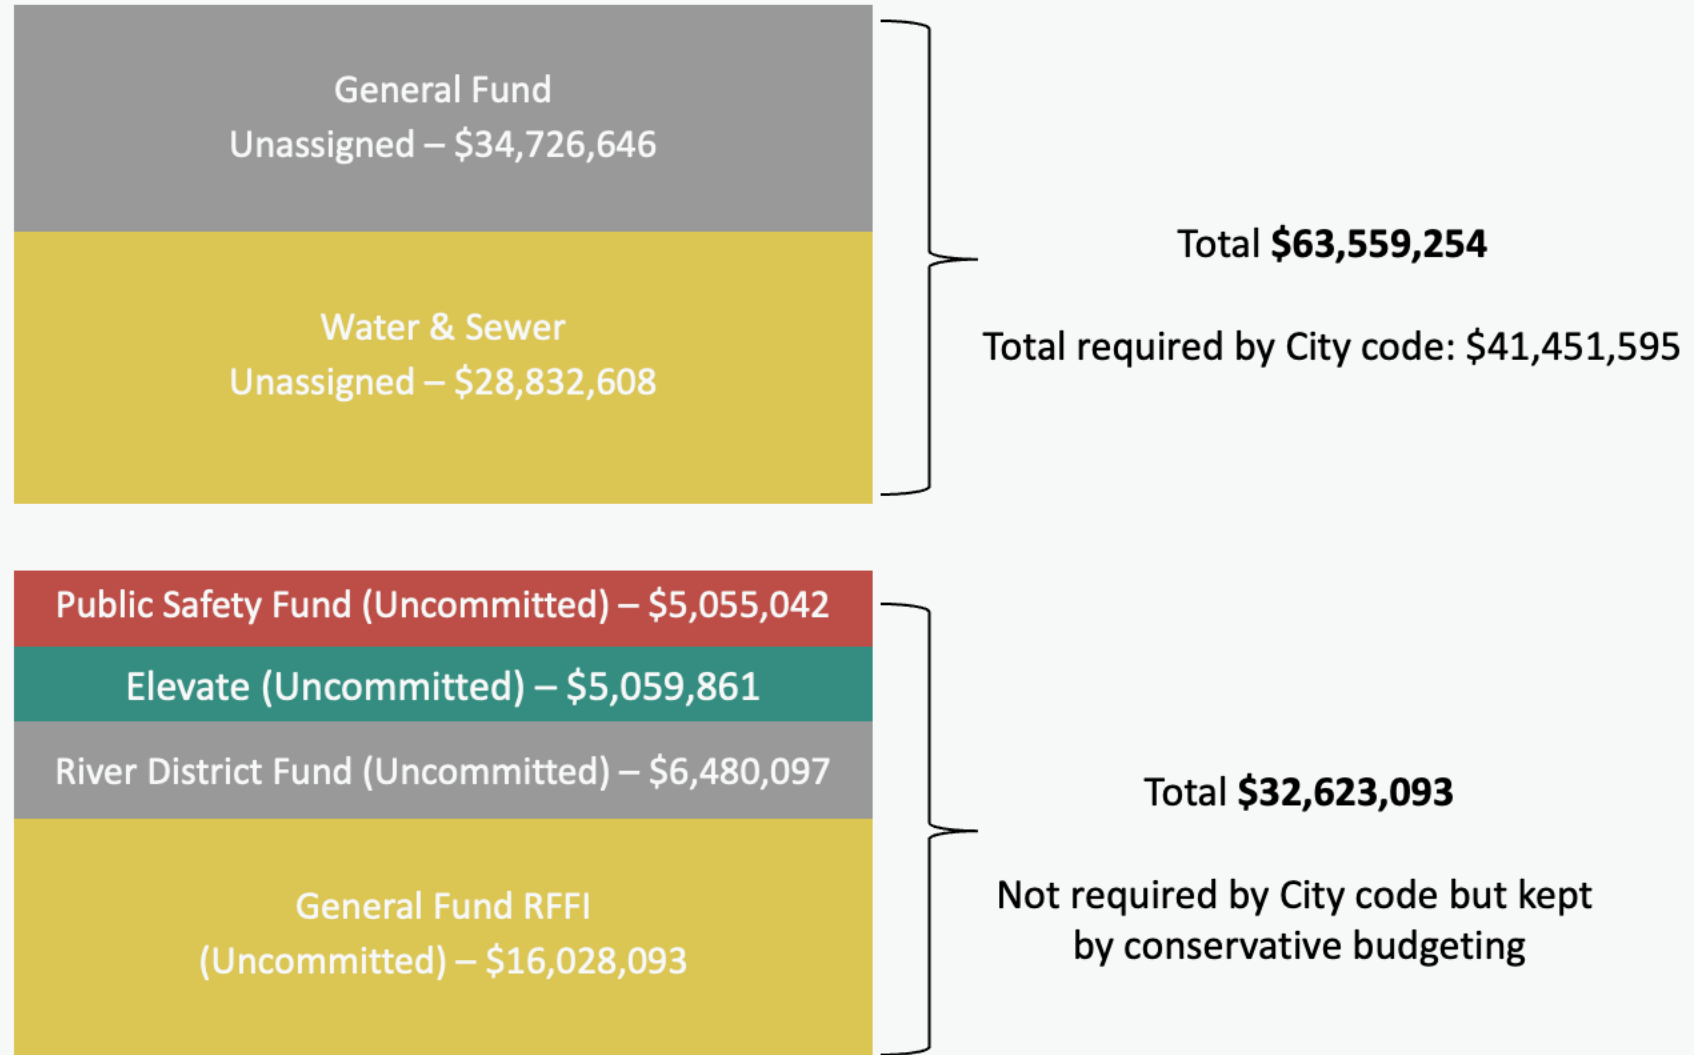 General Fund
Unassigned – $34,726,646
Water & Sewer
Unassigned – $28,832,608
Total $63,559,254
Total required by City code: $41,451,595
Public Safety Fund (Uncommitted) – $5,055,042
Elevate (Uncommitted) – $5,059,861
River District Fund (Uncommitted) – $6,480,097
General Fund RFFI
(Uncommitted) – $16,028,093
Total $32,623,093
Not required by City code but kept
by conservative budgeting